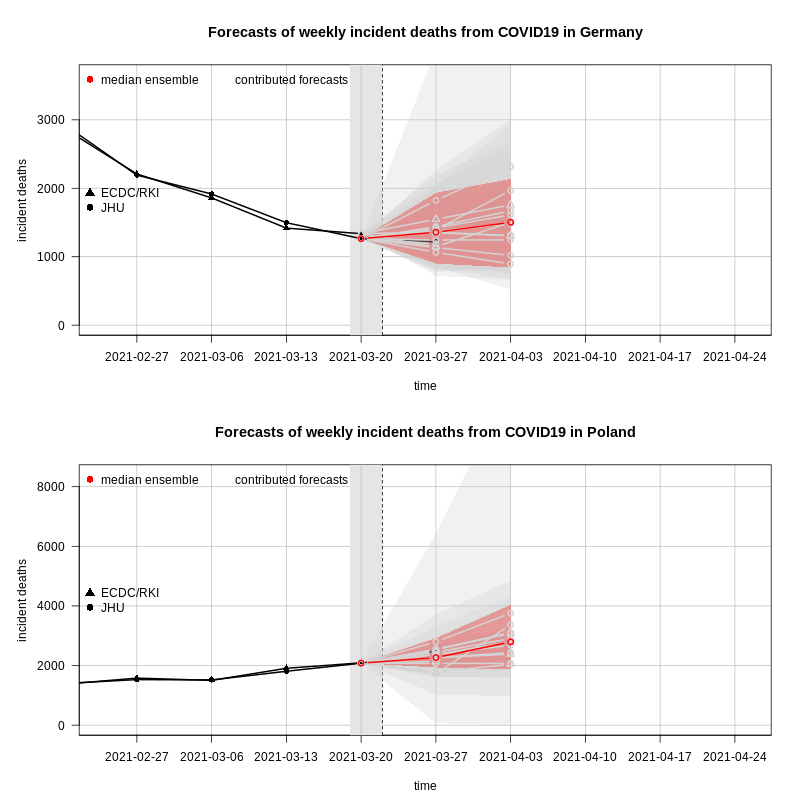 Forecasts of weekly incident deaths from COVID19 in Germany
median ensemble contributed forecasts
3000
ECDC/RKI
2000
JHU
1000
0
incident deaths
2021-02-27 2021-03-06 2021-03-13 2021-03-20 2021-03-27 2021-04-03 2021-04-10 2021-04-17 2021-04-24
time
Forecasts of weekly incident deaths from COVID19 in Poland
8000
median ensemble contributed forecasts
6000
ECDC/RKI
4000
JHU
2000
0
incident deaths
2021-02-27 2021-03-06 2021-03-13 2021-03-20 2021-03-27 2021-04-03 2021-04-10 2021-04-17 2021-04-24
time